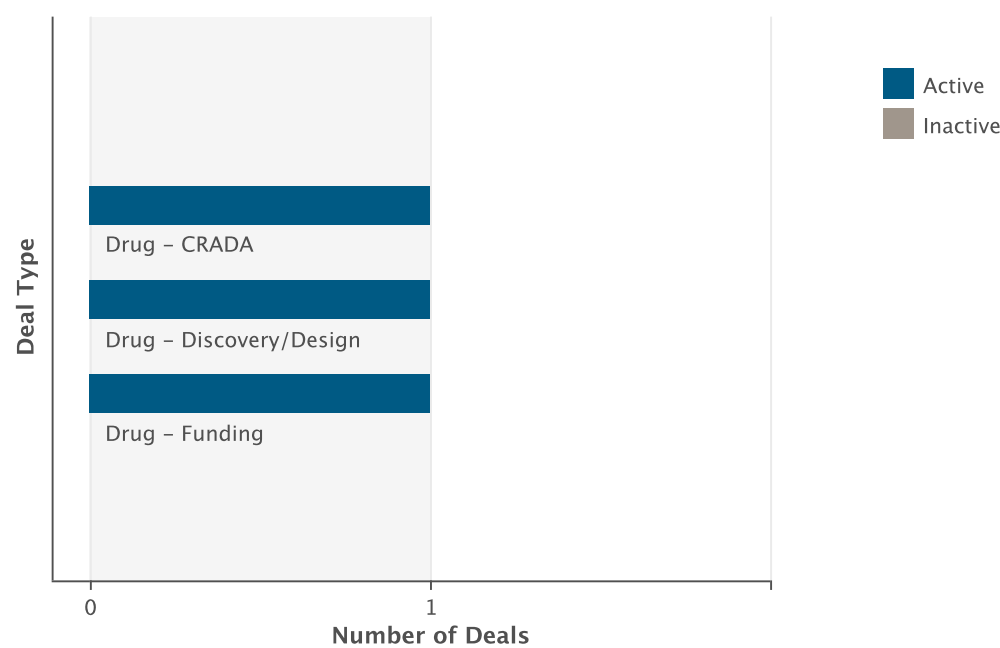 Active
Inactive
Drug – CRADA
Drug – Discovery/Design
Drug – Funding
Deal Type
0
1
Number of Deals